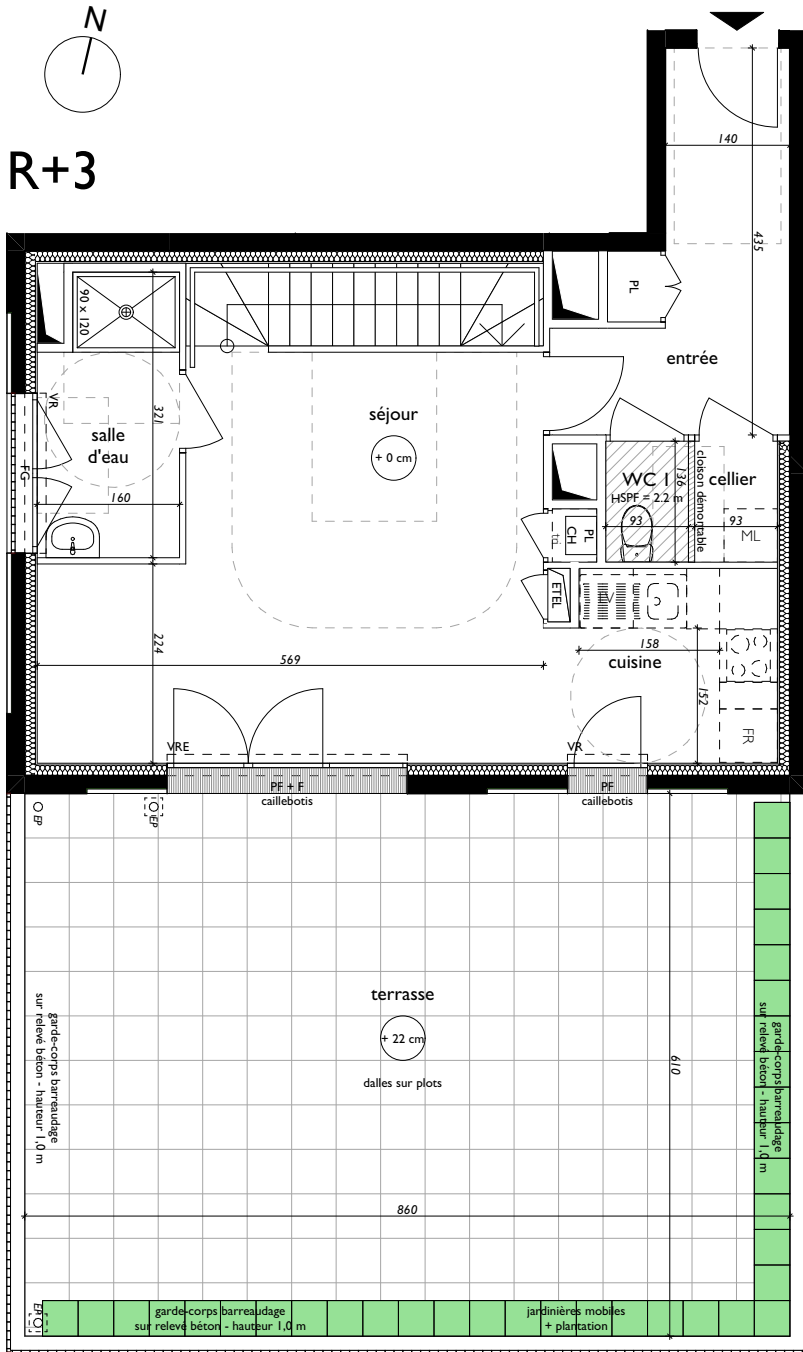 N
R+3
140
435
PL
90 x 120
entrée
séjour
+ 0 cm
VR
321
salle
d'eau
FG
160
WC 1
HSPF = 2.2 m
136
93
cloison démontable
cellier
93
ML
PL
CH
ETEL
LV
224
569
158
cuisine
152
FR
VRE
VR
PF + F
caillebotis
PF
caillebotis
EP
EP
terrasse
+ 22 cm
dalles sur plots
garde-corps barreaudage
sur relevé béton - hauteur 1,0 m
garde-corps barreaudage
sur relevé béton - hauteur 1,0 m
610
860
EP
garde-corps barreaudage
sur relevé béton - hauteur 1,0 m
jardinières mobiles
+ plantation